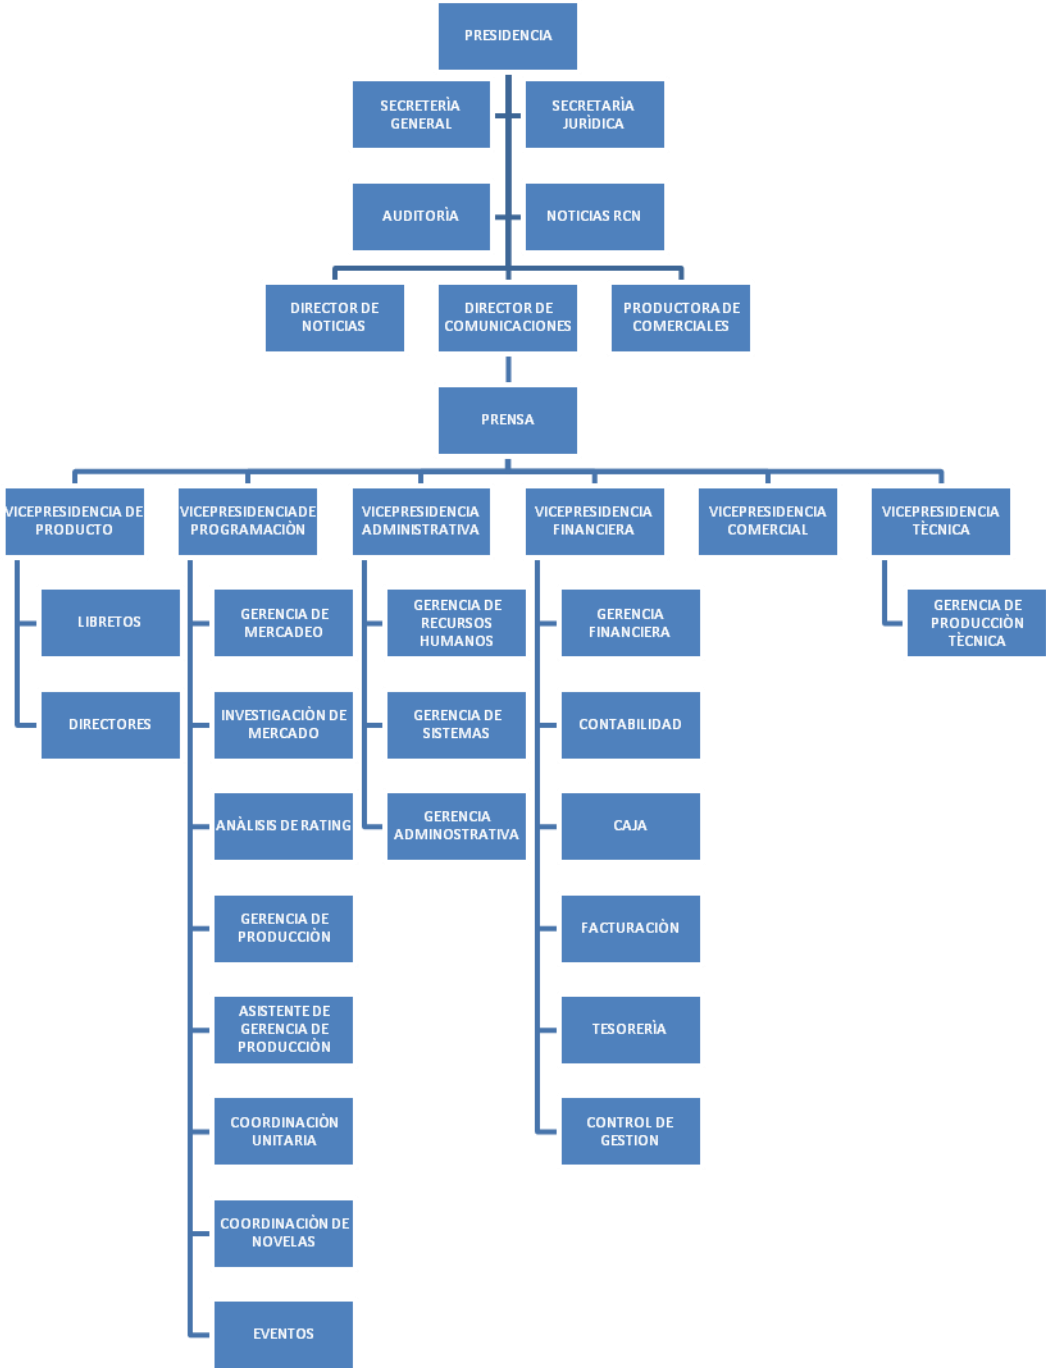 PRESIDENCIA
SECRETERÌA
GENERAL
SECRETARÌA
JURÌDICA
AUDITORÌA
NOTICIAS RCN
DIRECTOR DE
NOTICIAS
DIRECTOR DE
COMUNICACIONES
PRODUCTORA DE
COMERCIALES
PRENSA
VICEPRESIDENCIA DE
PRODUCTO
VICEPRESIDENCIA DE
PROGRAMACIÒN
VICEPRESIDENCIA
ADMINISTRATIVA
VICEPRESIDENCIA
FINANCIERA
VICEPRESIDENCIA
COMERCIAL
VICEPRESIDENCIA
TÈCNICA
LIBRETOS
DIRECTORES
GERENCIA DE
MERCADEO
INVESTIGACIÒN DE
MERCADO
ANÀLISIS DE RATING
GERENCIA DE
PRODUCCIÒN
ASISTENTE DE
GERENCIA DE
PRODUCCIÒN
COORDINACIÒN
UNITARIA
COORDINACIÒN DE
NOVELAS
EVENTOS
GERENCIA DE
RECURSOS
HUMANOS
GERENCIA DE
SISTEMAS
GERENCIA
ADMINOSTRATIVA
GERENCIA
FINANCIERA
CONTABILIDAD
CAJA
FACTURACIÒN
TESORERÌA
CONTROL DE
GESTION
GERENCIA DE
PRODUCCIÒN
TÈCNICA